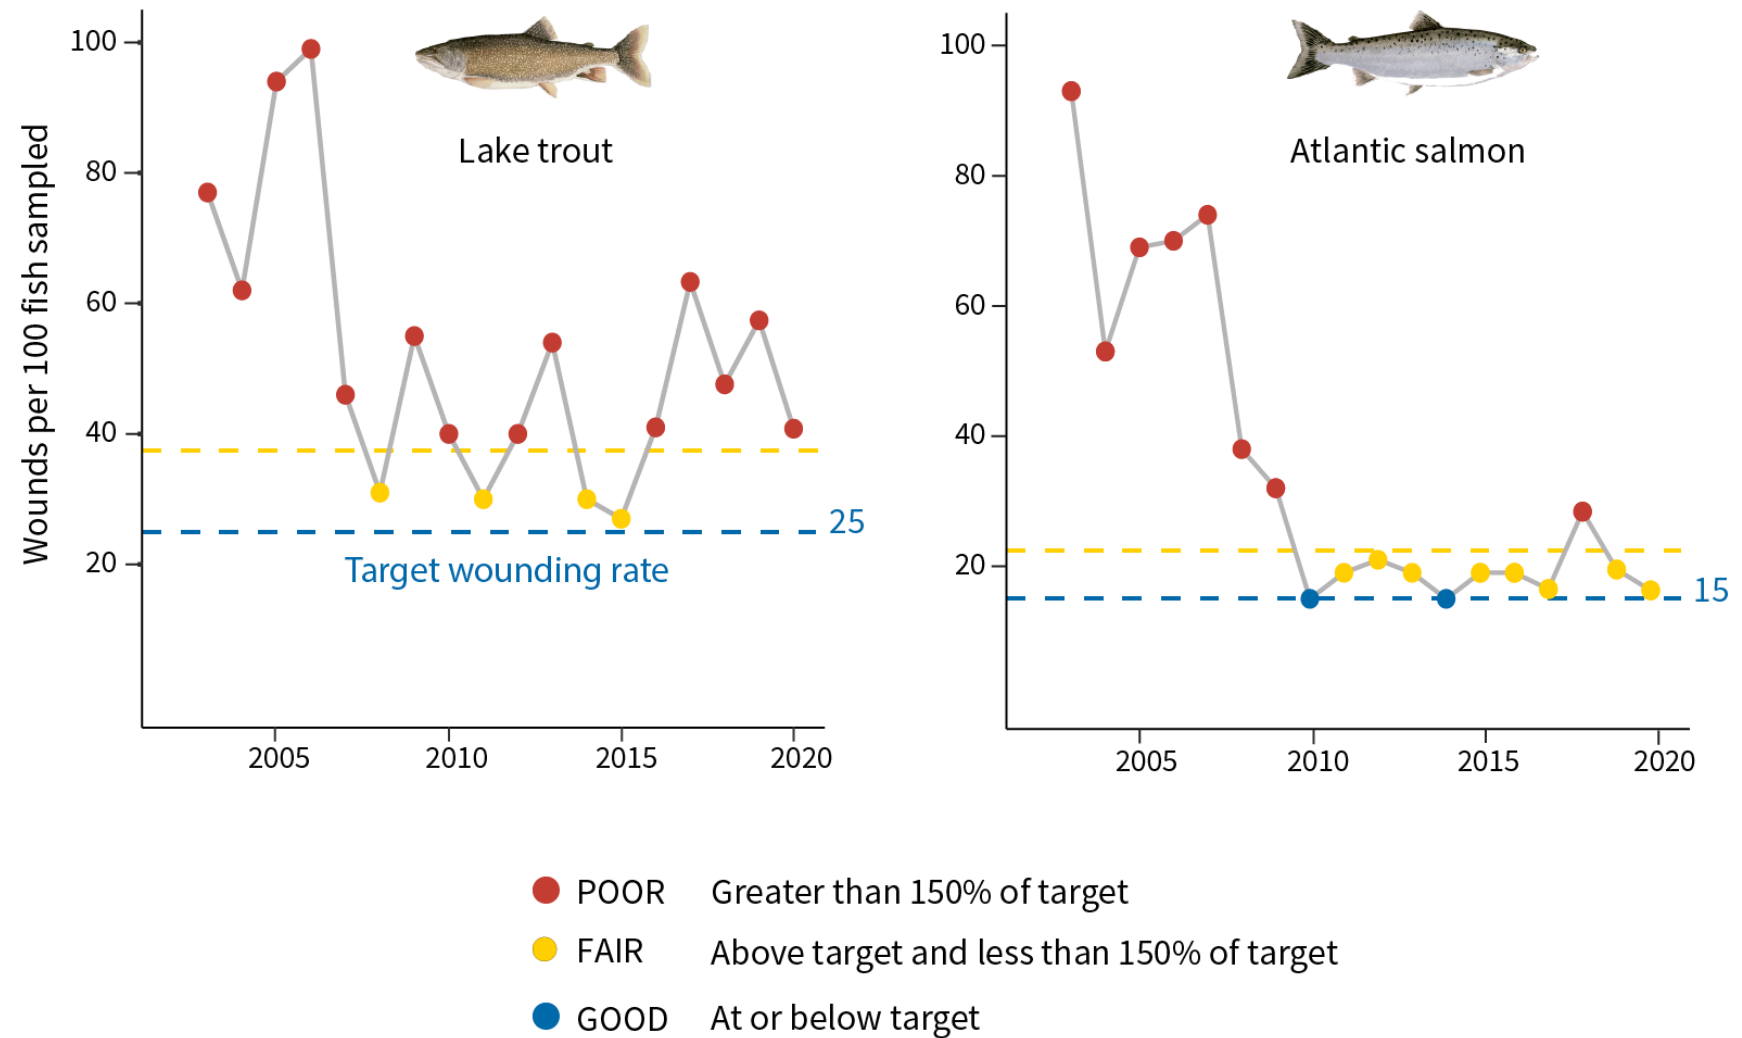 Wounds per 100 fish sampled
100
80
60
40
20
Lake trout
25
Target wounding rate
2005
2010
2015
2020
100
80
60
40
20
Atlantic salmon
15
2005
2010
2015
2020
POOR Greater than 150% of target
FAIR Above target and less than 150% of target
GOOD At or below target